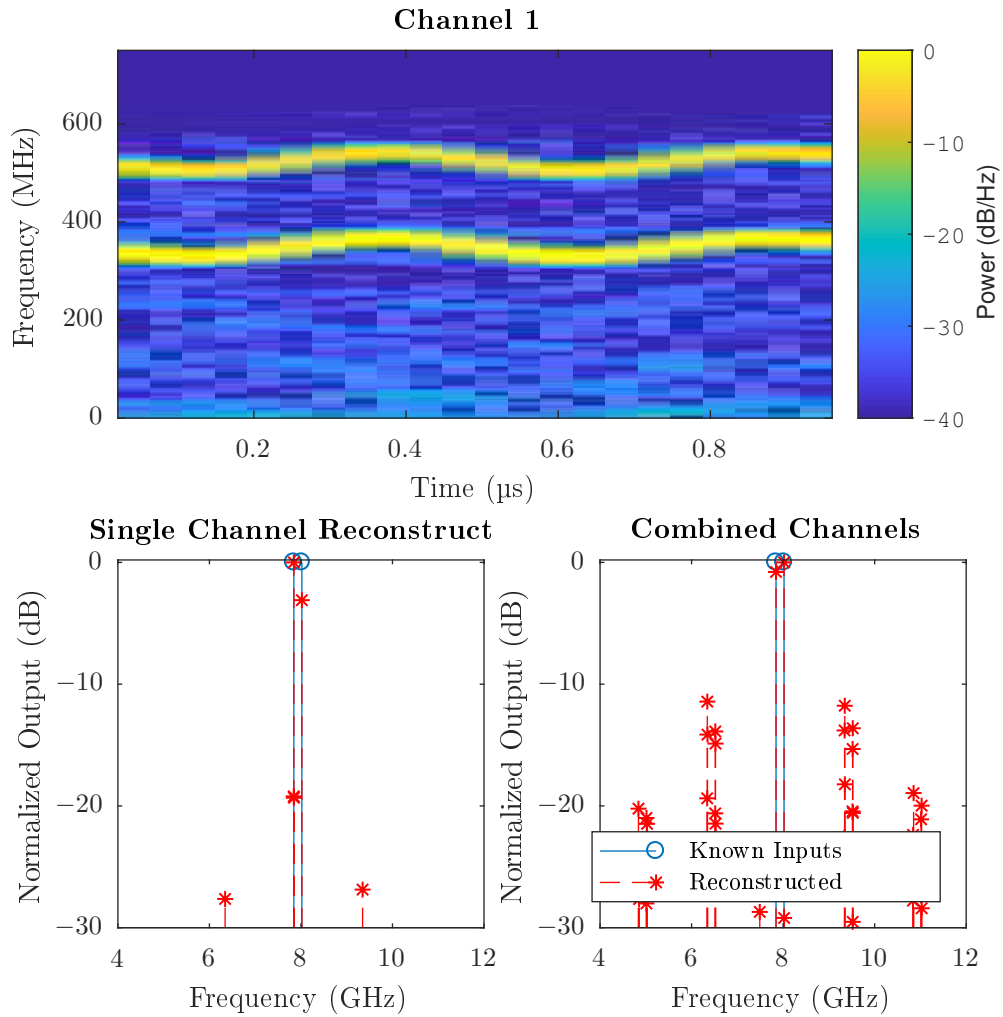 Channel 1
Frequency (MHz)
600
400
200
0
0.2
0.4
0.6
0.8
Time (µs)
0
−10
−20
−30
−40
Power (dB/Hz)
Single Channel Reconstruct
Normalized Output (dB)
0
−10
−20
−30
4
6
8
10
12
Frequency (GHz)
Combined Channels
Normalized Output (dB)
0
−10
−20
−30
Known Inputs
Reconstructed
4
6
8
10
12
Frequency (GHz)